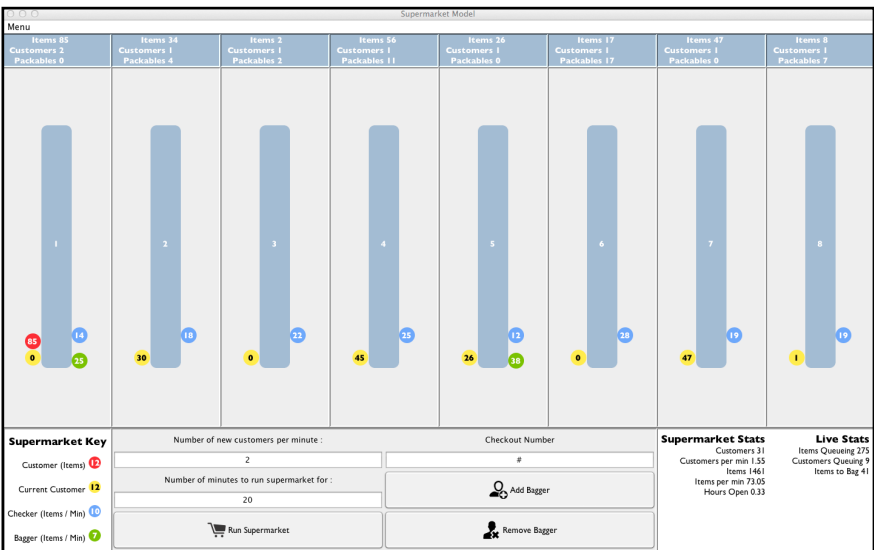 Supermarket Model
Menu
Items 85
Customers 2
Packables 0
Items 34
Customers 1
Packables 4
Items 2
Customers 1
Packables 2
Items 56
Customers 1
Packables 11
Items 26
Customers 1
Packables 0
Items 17
Customers 1
Packables 17
Items 47
Customers 1
Packables 0
Items 8
Customers 1
Packables 7
1 2 3 4 5 6 7 8
85 14 18 22 25 12 28 19 19
0 25 30 0 45 26 38 0 47 1
Supermarket Key
Customer (Items) 12
Current Customer 12
Checker (Items / Min) 10
Bagger (Items / Min) 7
Number of new customers per minute :
2
Number of minutes to run supermarket for :
20
Run Supermarket
Checkout Number
#
Add Bagger
Remove Bagger
Supermarket Stats
Customers 31
Customers per min 1.55
Items 1461
Items per min 73.05
Hours Open 0.33
Live Stats
Items Queueing 275
Customers Queuing 9
Items to Bag 41